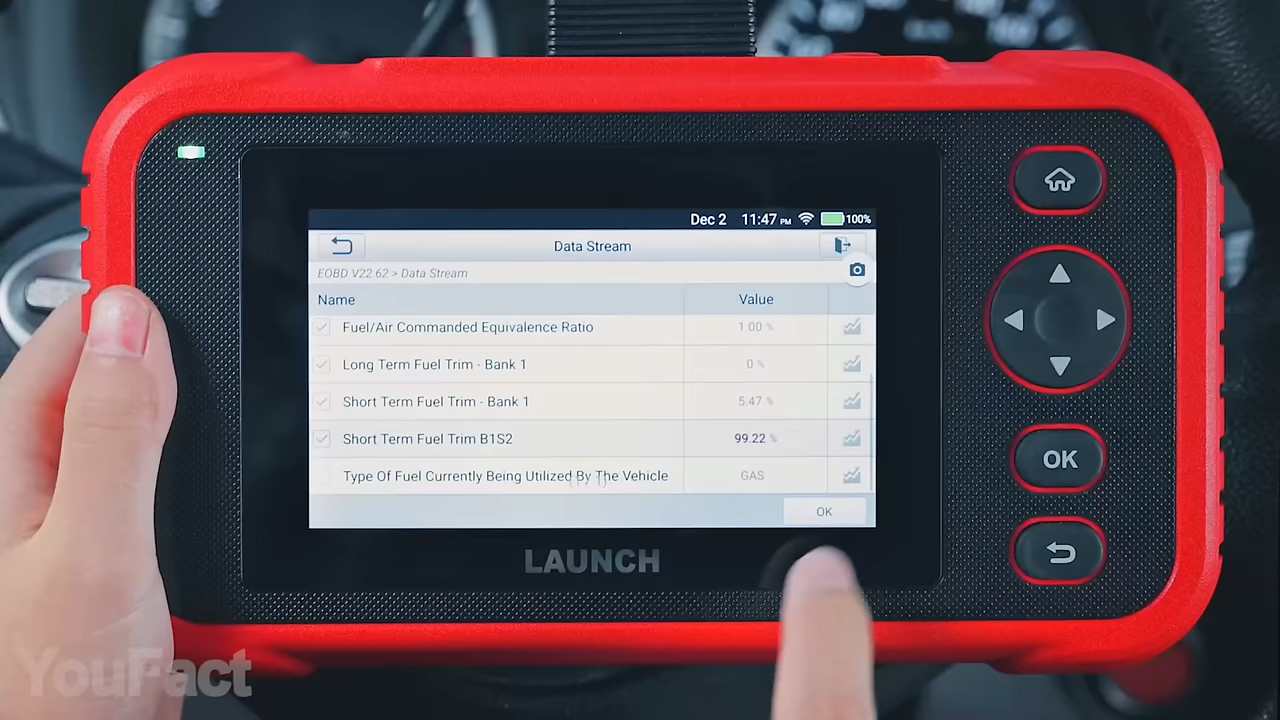 Dec 2 11:47 PM 100%
Data Stream
EOBD V22.62 > Data Stream
Name Value
Fuel/Air Commanded Equivalence Ratio 1.00 %
Long Term Fuel Trim - Bank 1 0 %
Short Term Fuel Trim - Bank 1 5.47 %
Short Term Fuel Trim B1S2 99.22 %
Type Of Fuel Currently Being Utilized By The Vehicle GAS
OK
OK
LAUNCH
YouFact